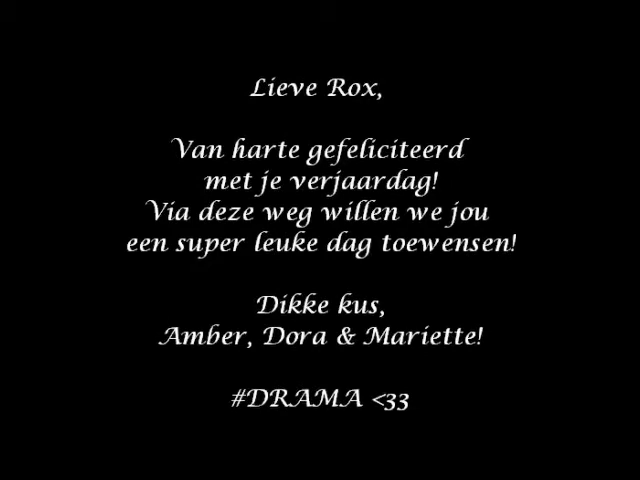 Lieve Rox,
Van harte gefeliciteerd
met je verjaardag!
Via deze weg willen we jou
een super leuke dag toewensen!
Dikke kus,
Amber, Dora & Mariette!
#DRAMA <33